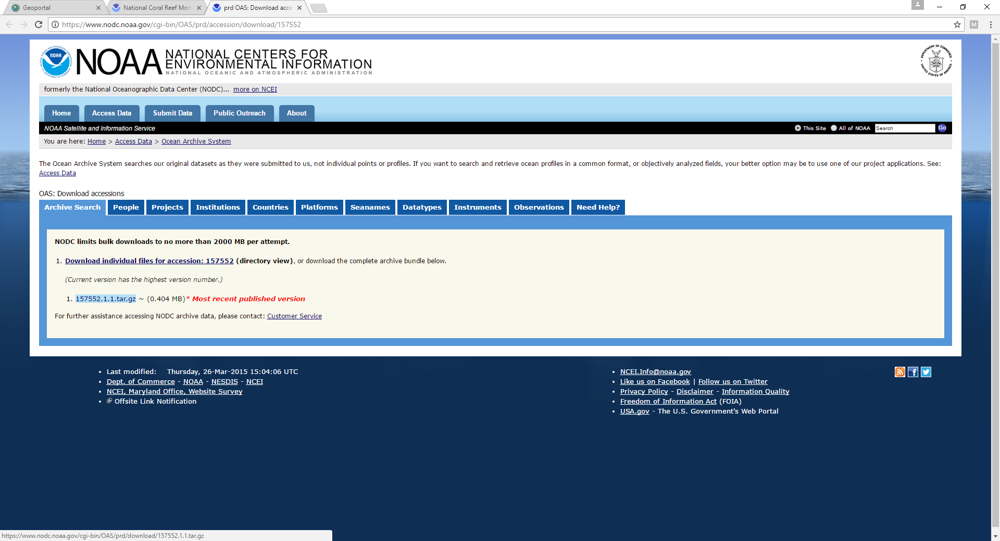 Geoportal
National Coral Reef Mon
prd OAS: Download acce
https://www.nodc.noaa.gov/cgi-bin/OAS/prd/accession/download/157552
M
NOAA
NOAA NATIONAL CENTERS FOR
ENVIRONMENTAL INFORMATION
NATIONAL OCEANIC AND ATMOSPHERIC ADMINISTRATION
DEPARTMENT OF COMMERCE
UNITED STATES OF AMERICA
formerly the National Oceanographic Data Center (NODC)... more on NCEI
Home Access Data Submit Data Public Outreach About
NOAA Satellite and Information Service This Site All of NOAA Search Go
You are here: Home > Access Data > Ocean Archive System
The Ocean Archive System searches our original datasets as they were submitted to us, not individual points or profiles. If you want to search and retrieve ocean profiles in a common format, or objectively analyzed fields, your better option may be to use one of our project applications. See:
Access Data
OAS: Download accessions
Archive Search People Projects Institutions Countries Platforms Seanames Datatypes Instruments Observations Need Help?
NODC limits bulk downloads to no more than 2000 MB per attempt.
1. Download individual files for accession: 157552 (directory view), or download the complete archive bundle below.
(Current version has the highest version number.)
1. 157552.1.1.tar.gz ~ (0.404 MB)* Most recent published version
For further assistance accessing NODC archive data, please contact: Customer Service
Last modified: Thursday, 26-Mar-2015 15:04:06 UTC
Dept. of Commerce - NOAA - NESDIS - NCEI
NCEI, Maryland Office, Website Survey
Offsite Link Notification
NCEI.Info@noaa.gov
Like us on Facebook | Follow us on Twitter
Privacy Policy - Disclaimer - Information Quality
Freedom of Information Act (FOIA)
USA.gov - The U.S. Government's Web Portal
https://www.nodc.noaa.gov/cgi-bin/OAS/prd/download/157552.1.1.tar.gz